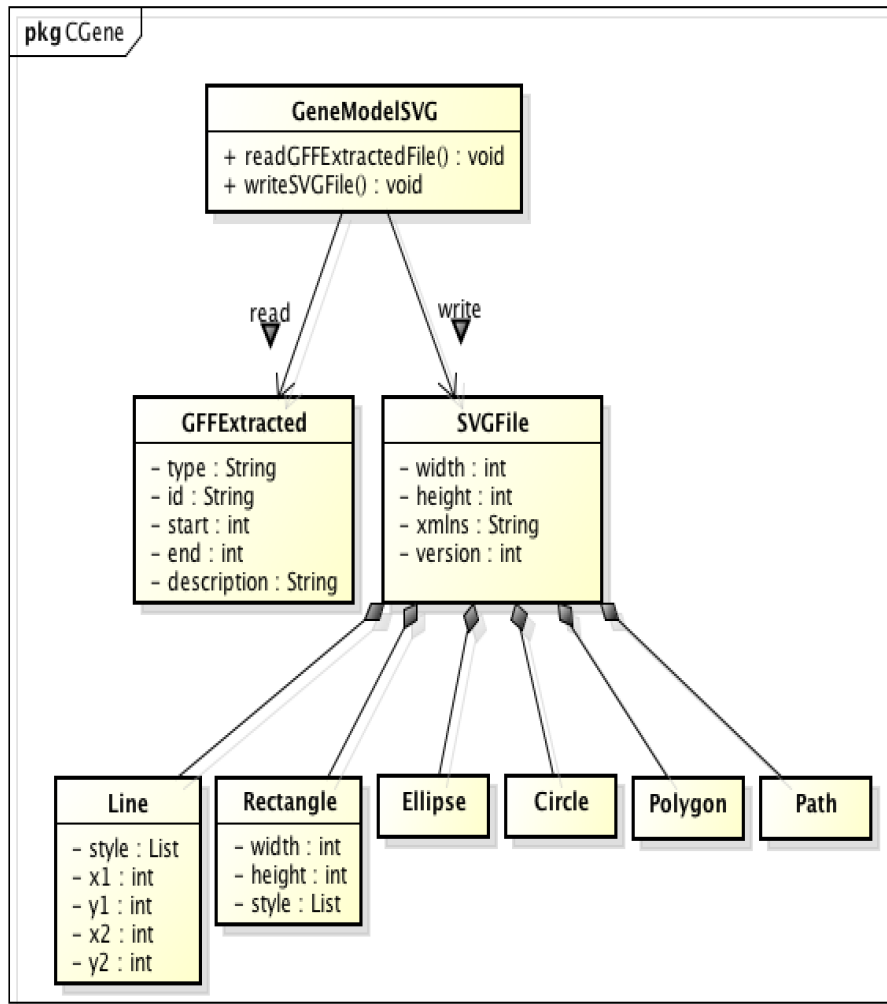 pkg CGene
GeneModelSVG
+ readGFFExtractedFile() : void
+ writeSVGFile() : void
read
write
GFFExtracted
- type : String
- id : String
- start : int
- end : int
- description : String
SVGFile
- width : int
- height : int
- xmlns : String
- version : int
Line
- style : List
- x1 : int
- y1 : int
- x2 : int
- y2 : int
Rectangle
- width : int
- height : int
- style : List
Ellipse
Circle
Polygon
Path